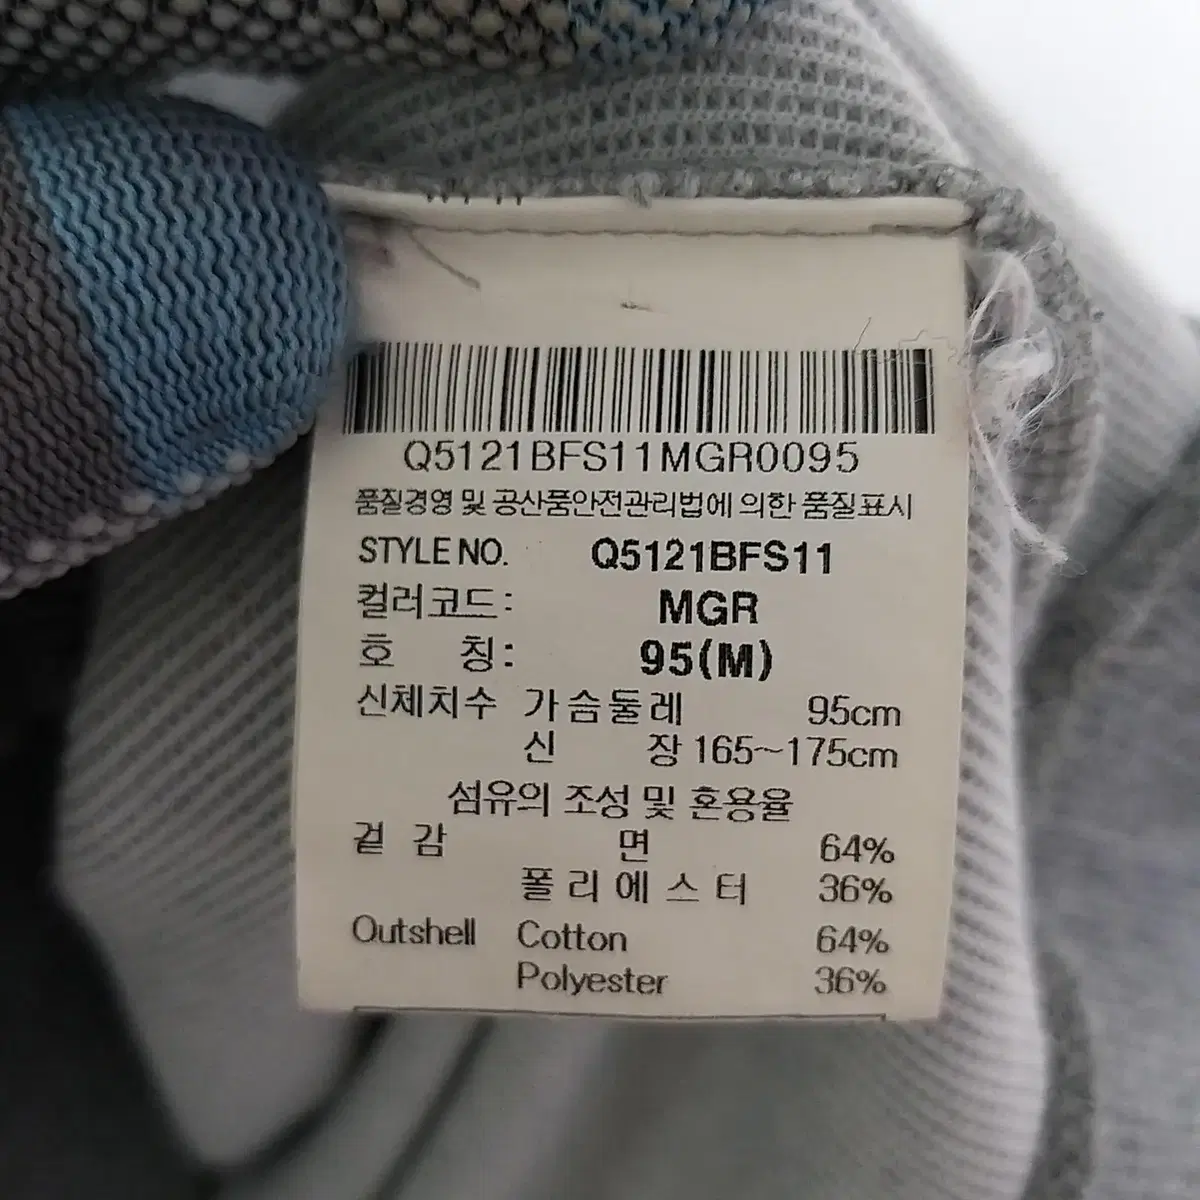 Q5121BFS11MGR0095
품질경영 및 공산품안전관리법에 의한 품질표시
STYLE NO. Q5121BFS11
컬러코드: MGR
호 칭: 95(M)
신체치수 가슴둘레 95cm
신 장 165~175cm
섬유의 조성 및 혼용율
겉 감 면 64%
폴리에스터 36%
Outshell Cotton 64%
Polyester 36%